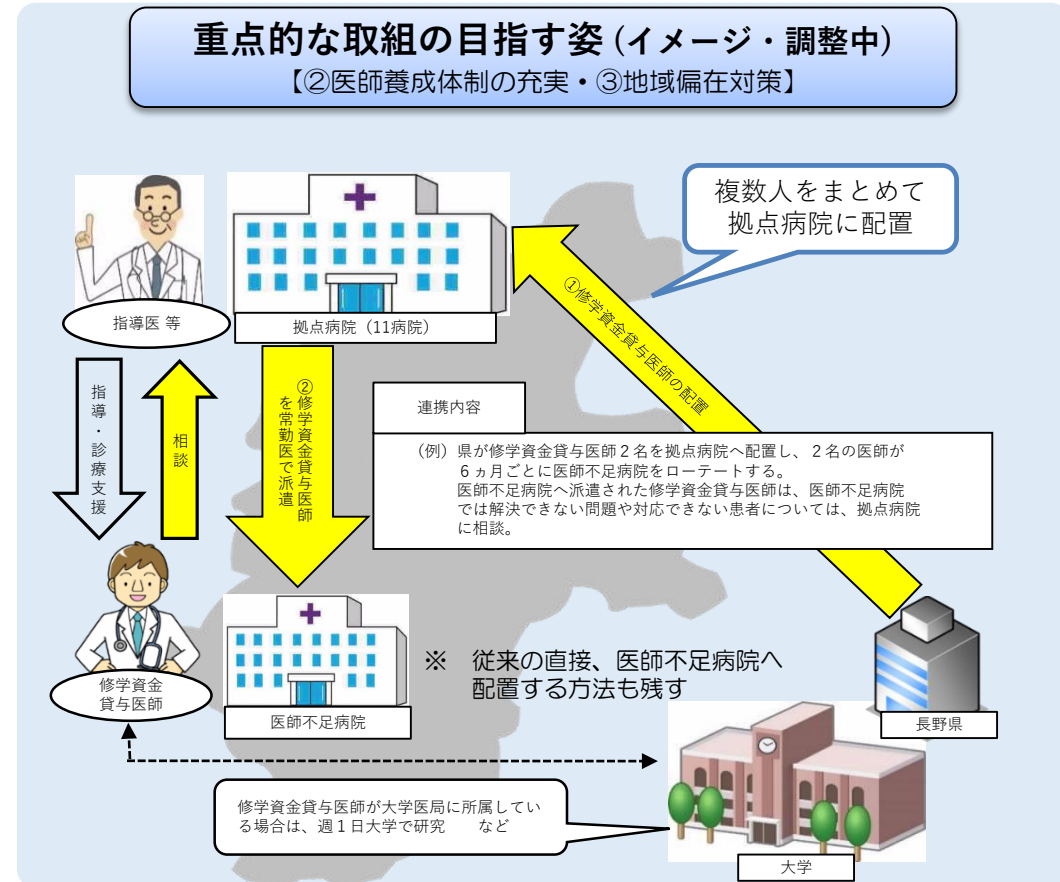 重点的な取組の目指す姿(イメージ・調整中)
【②医師養成体制の充実・③地域偏在対策】
複数人をまとめて
拠点病院に配置
指導医 等
拠点病院（11病院）
①修学資金貸与医師の配置
指導・診療支援
相談
②修学資金貸与医師
を常勤医で派遣
連携内容
（例）県が修学資金貸与医師２名を拠点病院へ配置し、２名の医師が
６ヵ月ごとに医師不足病院をローテートする。
医師不足病院へ派遣された修学資金貸与医師は、医師不足病院
では解決できない問題や対応できない患者については、拠点病院
に相談。
修学資金
貸与医師
医師不足病院
※　従来の直接、医師不足病院へ
配置する方法も残す
長野県
修学資金貸与医師が大学医局に所属してい
る場合は、週１日大学で研究　　など
大学